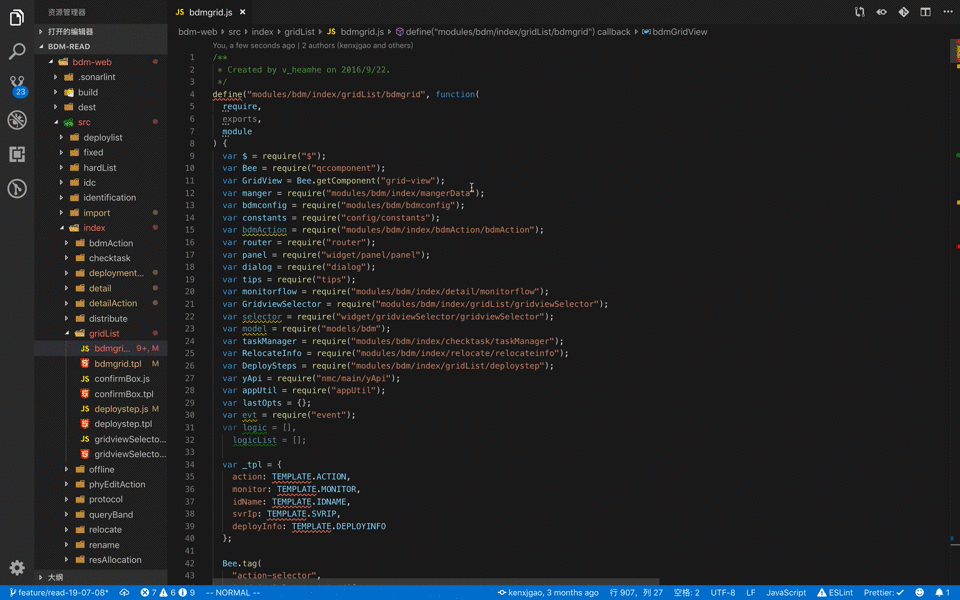 资源管理器
打开的编辑器
BDM-READ
bdm-web
.sonarlint
build
dest
src
deploylist
fixed
hardList
idc
identification
import
index
bdmAction
checktask
deployment...
detail
detailAction
distribute
gridList
JS bdmgri... 9+, M
bdmgrid.tpl M
JS confirmBox.js
confirmBox.tpl
JS deploystep.js M
deploystep.tpl
JS gridviewSelecto...
gridviewSelecto...
offline
phyEditAction
protocol
queryBand
relocate
rename
resAllocation
大纲
23
JS bdmgrid.js ×
bdm-web › src › index › gridList › JS bdmgrid.js › define("modules/bdm/index/gridList/bdmgrid") callback › bdmGridView
You, a few seconds ago | 2 authors (kenxjgao and others)
1 /**
2 * Created by v_heamhe on 2016/9/22.
3 */
4 define("modules/bdm/index/gridList/bdmgrid", function(
5 require,
6 exports,
7 module
8 ) {
9 var $ = require("$");
10 var Bee = require("qccomponent");
11 var GridView = Bee.getComponent("grid-view");
12 var manger = require("modules/bdm/index/mangerData");
13 var bdmconfig = require("modules/bdm/bdmconfig");
14 var constants = require("config/constants");
15 var bdmAction = require("modules/bdm/index/bdmAction/bdmAction");
16 var router = require("router");
17 var panel = require("widget/panel/panel");
18 var dialog = require("dialog");
19 var tips = require("tips");
20 var monitorflow = require("modules/bdm/index/detail/monitorflow");
21 var GridviewSelector = require("modules/bdm/index/gridList/gridviewSelector");
22 var selector = require("widget/gridviewSelector/gridviewSelector");
23 var model = require("models/bdm");
24 var taskManager = require("modules/bdm/index/checktask/taskManager");
25 var RelocateInfo = require("modules/bdm/index/relocate/relocateinfo");
26 var DeploySteps = require("modules/bdm/index/gridList/deploystep");
27 var yApi = require("nmc/main/yApi");
28 var appUtil = require("appUtil");
29 var lastOpts = {};
30 var evt = require("event");
31 var logic = [],
32 logicList = [];
33
34 var _tpl = {
35 action: TEMPLATE.ACTION,
36 monitor: TEMPLATE.MONITOR,
37 idName: TEMPLATE.IDNAME,
38 svrIp: TEMPLATE.SVRIP,
39 deployInfo: TEMPLATE.DEPLOYINFO
40 };
41
42 Bee.tag(
43 "action-selector",
feature/read-19-07-08* 7 6 9 -- NORMAL -- kenxjgao, 3 months ago 行 907，列 27 空格: 2 UTF-8 LF JavaScript ESLint Prettier: ✓ 1